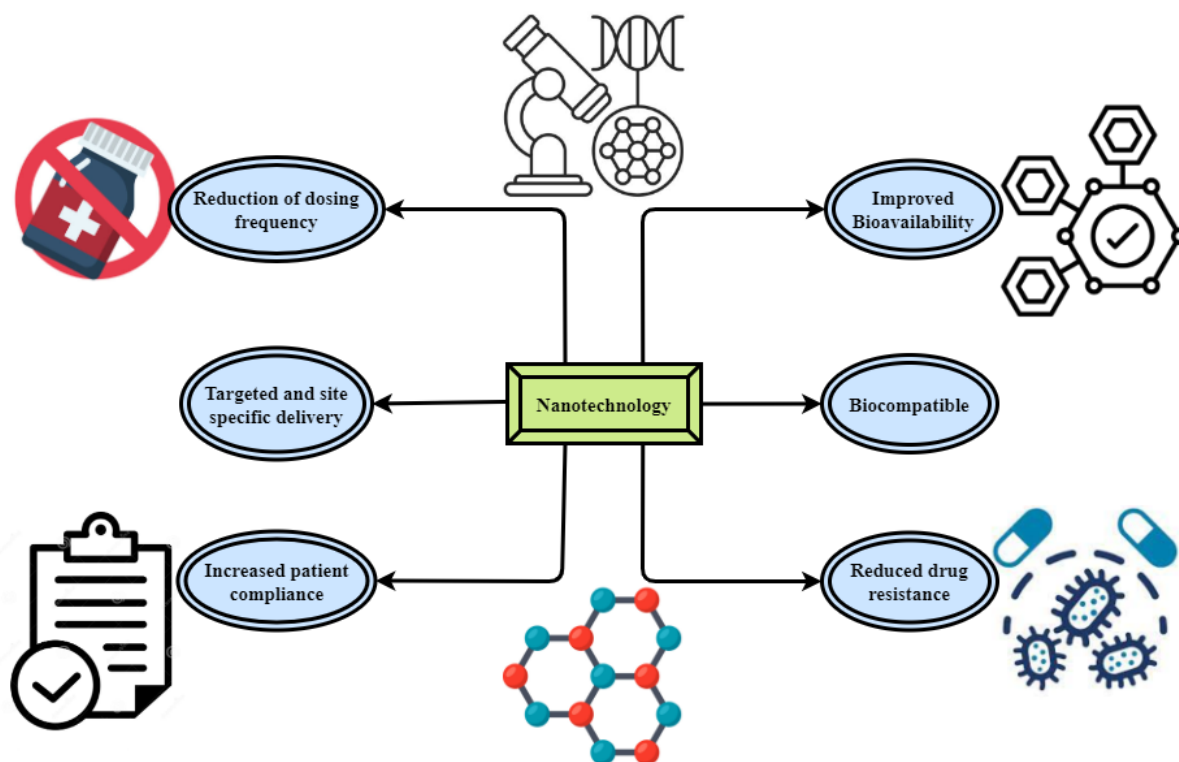 Reduction of dosing
frequency
Improved
Bioavailability
Targeted and site
specific delivery
Nanotechnology
Biocompatible
Increased patient
compliance
Reduced drug
resistance